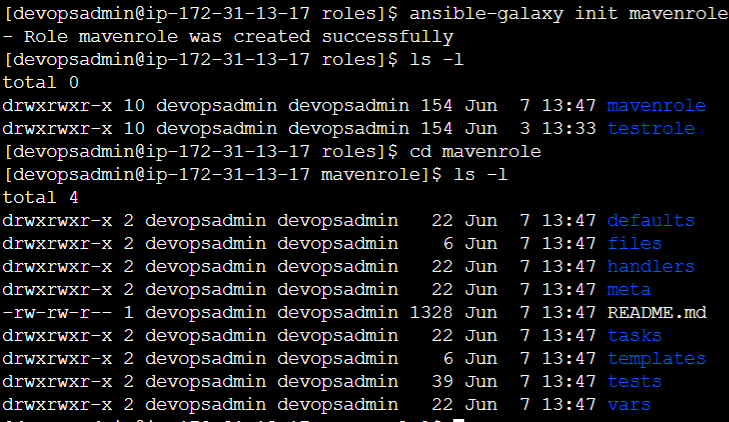 [devopsadmin@ip-172-31-13-17 roles]$ ansible-galaxy init mavenrole
- Role mavenrole was created successfully
[devopsadmin@ip-172-31-13-17 roles]$ ls -l
total 0
drwxrwxr-x 10 devopsadmin devopsadmin 154 Jun  7 13:47 mavenrole
drwxrwxr-x 10 devopsadmin devopsadmin 154 Jun  3 13:33 testrole
[devopsadmin@ip-172-31-13-17 roles]$ cd mavenrole
[devopsadmin@ip-172-31-13-17 mavenrole]$ ls -l
total 4
drwxrwxr-x 2 devopsadmin devopsadmin   22 Jun  7 13:47 defaults
drwxrwxr-x 2 devopsadmin devopsadmin    6 Jun  7 13:47 files
drwxrwxr-x 2 devopsadmin devopsadmin   22 Jun  7 13:47 handlers
drwxrwxr-x 2 devopsadmin devopsadmin   22 Jun  7 13:47 meta
-rw-rw-r-- 1 devopsadmin devopsadmin 1328 Jun  7 13:47 README.md
drwxrwxr-x 2 devopsadmin devopsadmin   22 Jun  7 13:47 tasks
drwxrwxr-x 2 devopsadmin devopsadmin    6 Jun  7 13:47 templates
drwxrwxr-x 2 devopsadmin devopsadmin   39 Jun  7 13:47 tests
drwxrwxr-x 2 devopsadmin devopsadmin   22 Jun  7 13:47 vars